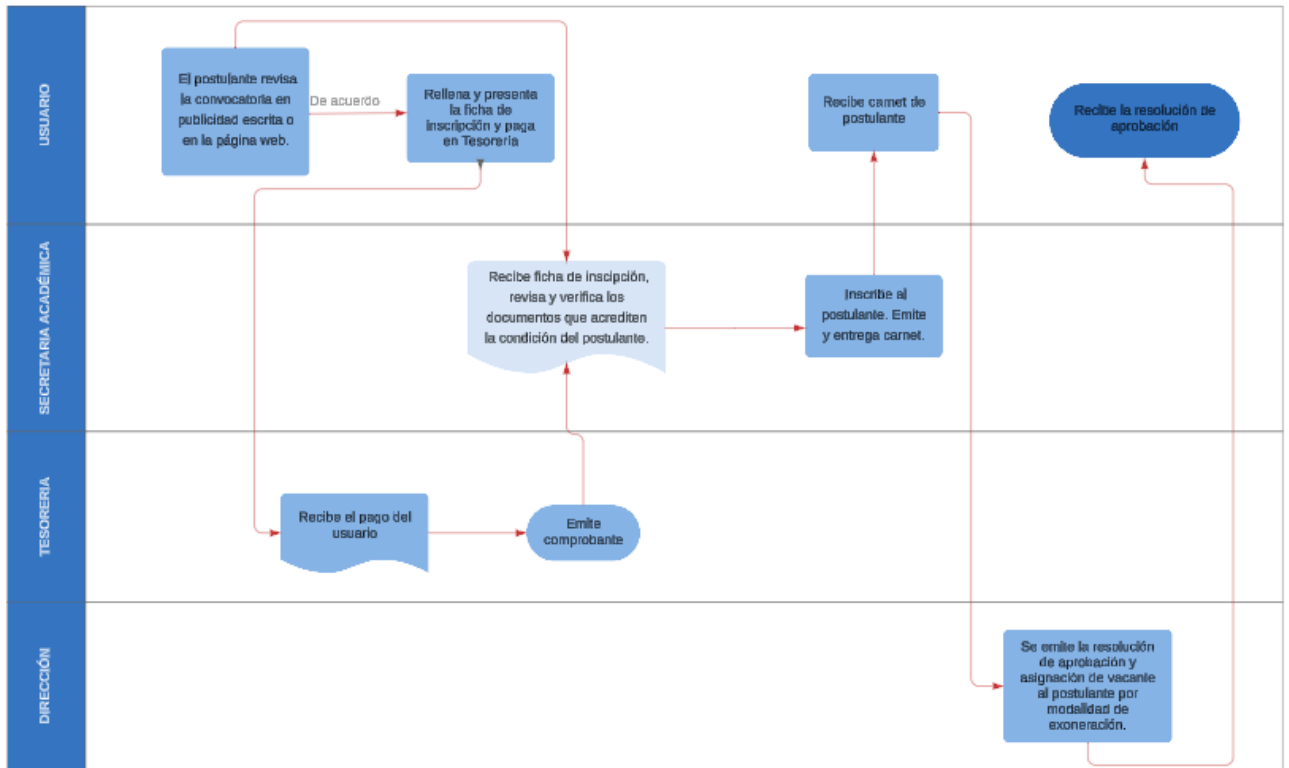 USUARIO
El postulante revisa
la convocatoria en
publicidad escrita o
en la página web.
De acuerdo
Rellena y presenta
la ficha de
inscripción y paga
en Tesorería
Recibe carnet de
postulante
Recibe la resolución de
aprobación
SECRETARIA ACADÉMICA
Recibe ficha de inscipción,
revisa y verifica los
documentos que acrediten
la condición del postulante.
Inscribe al
postulante. Emite
y entrega carnet.
TESORERIA
Recibe el pago del
usuario
Emite
comprobante
DIRECCIÓN
Se emite la resolución
de aprobación y
asignación de vacante
al postulante por
modalidad de
exoneración.